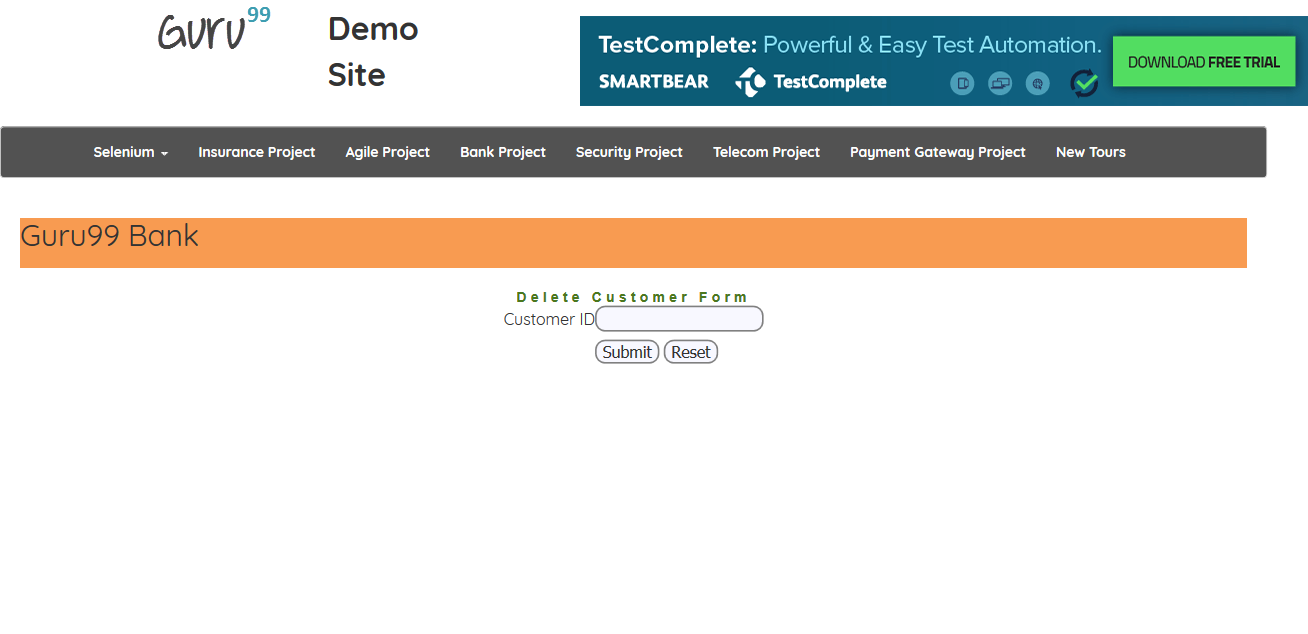 Guru99
Demo
Site
TestComplete: Powerful & Easy Test Automation.
SMARTBEAR TestComplete
DOWNLOAD FREE TRIAL
Selenium Insurance Project Agile Project Bank Project Security Project Telecom Project Payment Gateway Project New Tours
Guru99 Bank
Delete Customer Form
Customer ID
Submit Reset